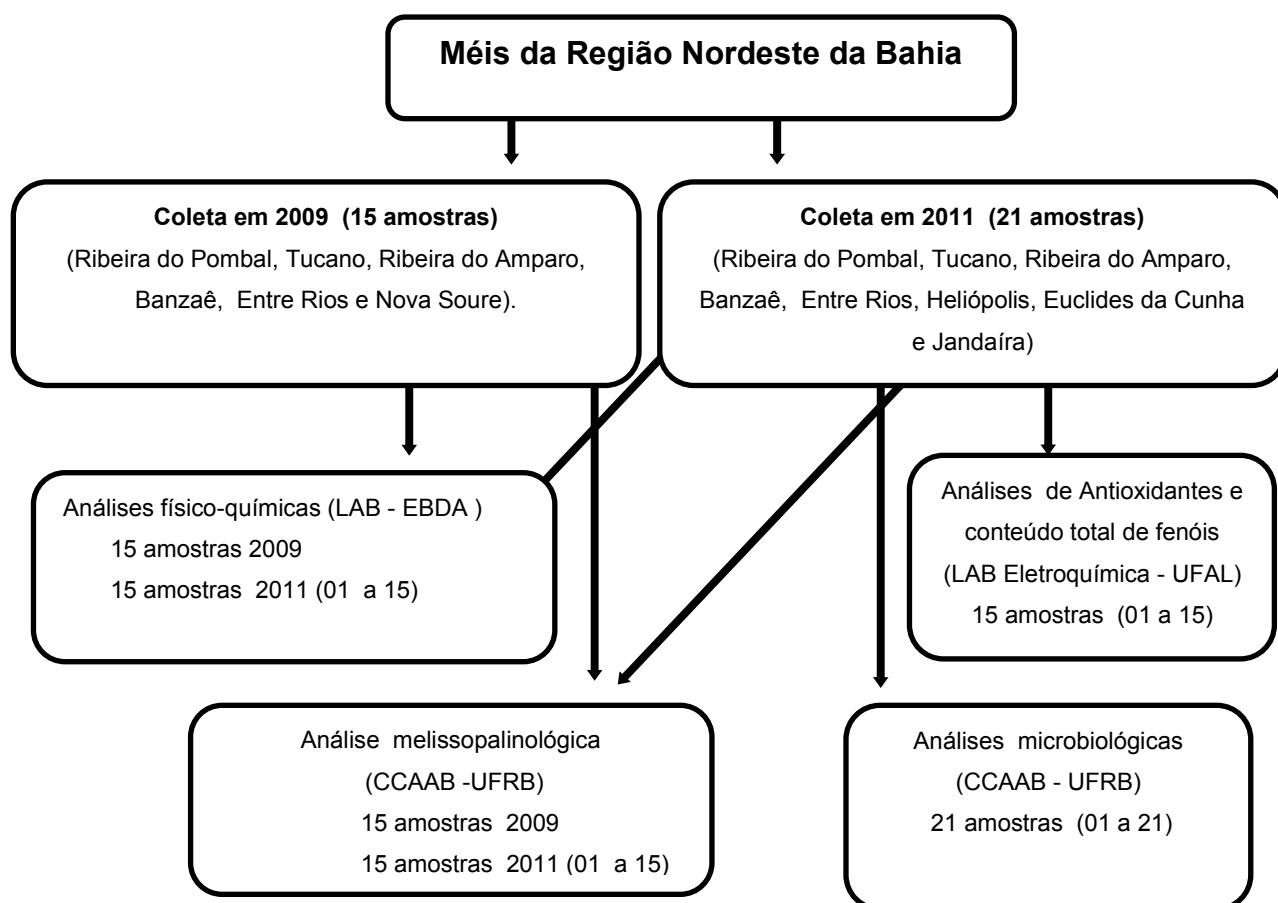 Méis da Região Nordeste da Bahia
Coleta em 2009 (15 amostras)
(Ribeira do Pombal, Tucano, Ribeira do Amparo,
Banzaê, Entre Rios e Nova Soure).
Coleta em 2011 (21 amostras)
(Ribeira do Pombal, Tucano, Ribeira do Amparo,
Banzaê, Entre Rios, Heliópolis, Euclides da Cunha
e Jandaíra)
Análises físico-químicas (LAB - EBDA )
15 amostras 2009
15 amostras 2011 (01 a 15)
Análises de Antioxidantes e
conteúdo total de fenóis
(LAB Eletroquímica - UFAL)
15 amostras (01 a 15)
Análise melissopalinológica
(CCAAB -UFRB)
15 amostras 2009
15 amostras 2011 (01 a 15)
Análises microbiológicas
(CCAAB - UFRB)
21 amostras (01 a 21)